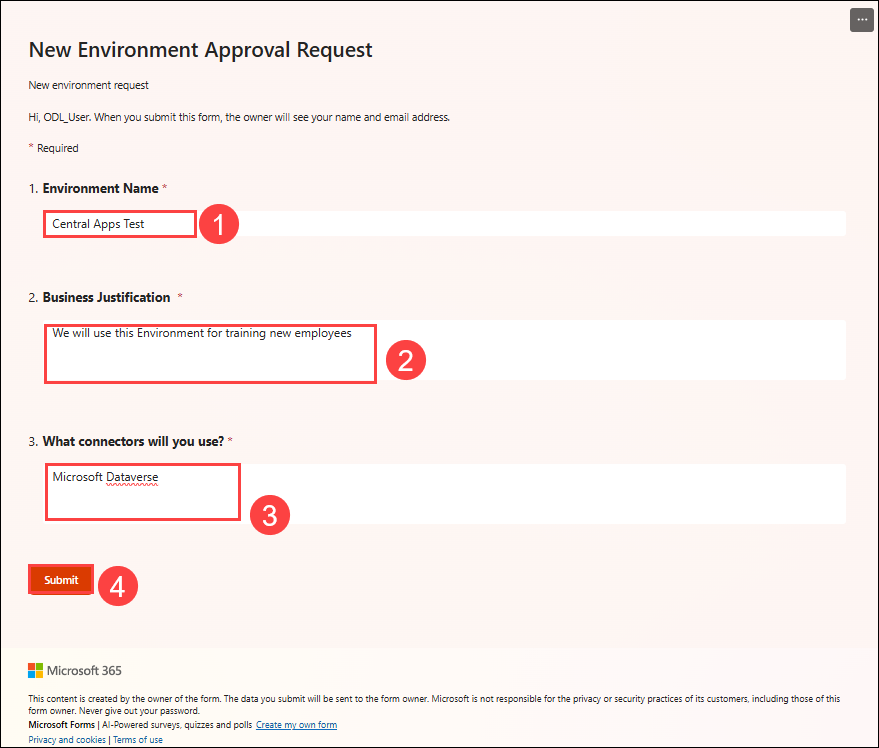 ...
New Environment Approval Request
New environment request
Hi, ODL_User. When you submit this form, the owner will see your name and email address.
* Required
1. Environment Name *
Central Apps Test
1
2. Business Justification *
We will use this Environment for training new employees
2
3. What connectors will you use? *
Microsoft Dataverse
3
Submit
4
Microsoft 365
This content is created by the owner of the form. The data you submit will be sent to the form owner. Microsoft is not responsible for the privacy or security practices of its customers, including those of this
form owner. Never give out your password.
Microsoft Forms | AI-Powered surveys, quizzes and polls Create my own form
Privacy and cookies | Terms of use